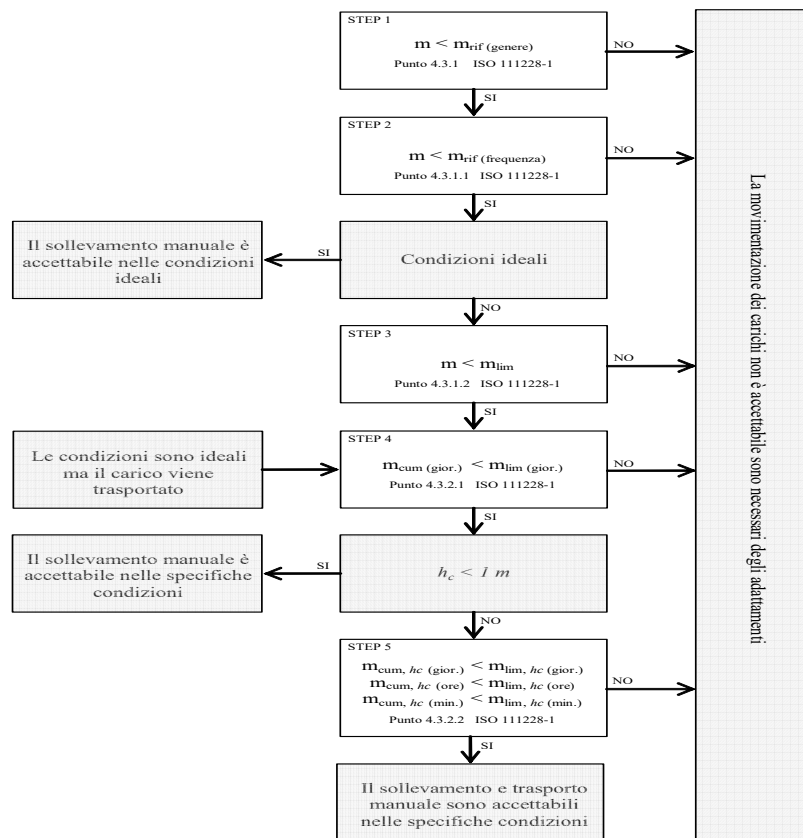 STEP 1
m < mrif (genere)
Punto 4.3.1 ISO 111228-1
NO
SI
STEP 2
m < mrif (frequenza)
Punto 4.3.1.1 ISO 111228-1
NO
SI
Il sollevamento manuale è
accettabile nelle condizioni
ideali
SI
Condizioni ideali
NO
STEP 3
m < mlim
Punto 4.3.1.2 ISO 111228-1
NO
SI
Le condizioni sono ideali
ma il carico viene
trasportato
STEP 4
mcum (gior.) < mlim (gior.)
Punto 4.3.2.1 ISO 111228-1
NO
SI
Il sollevamento manuale è
accettabile nelle specifiche
condizioni
SI
hc < 1 m
NO
STEP 5
mcum, hc (gior.) < mlim, hc (gior.)
mcum, hc (ore) < mlim, hc (ore)
mcum, hc (min.) < mlim, hc (min.)
Punto 4.3.2.2 ISO 111228-1
NO
SI
Il sollevamento e trasporto
manuale sono accettabili
nelle specifiche condizioni
La movimentazione dei carichi non è accettabile sono necessari degli adattamenti